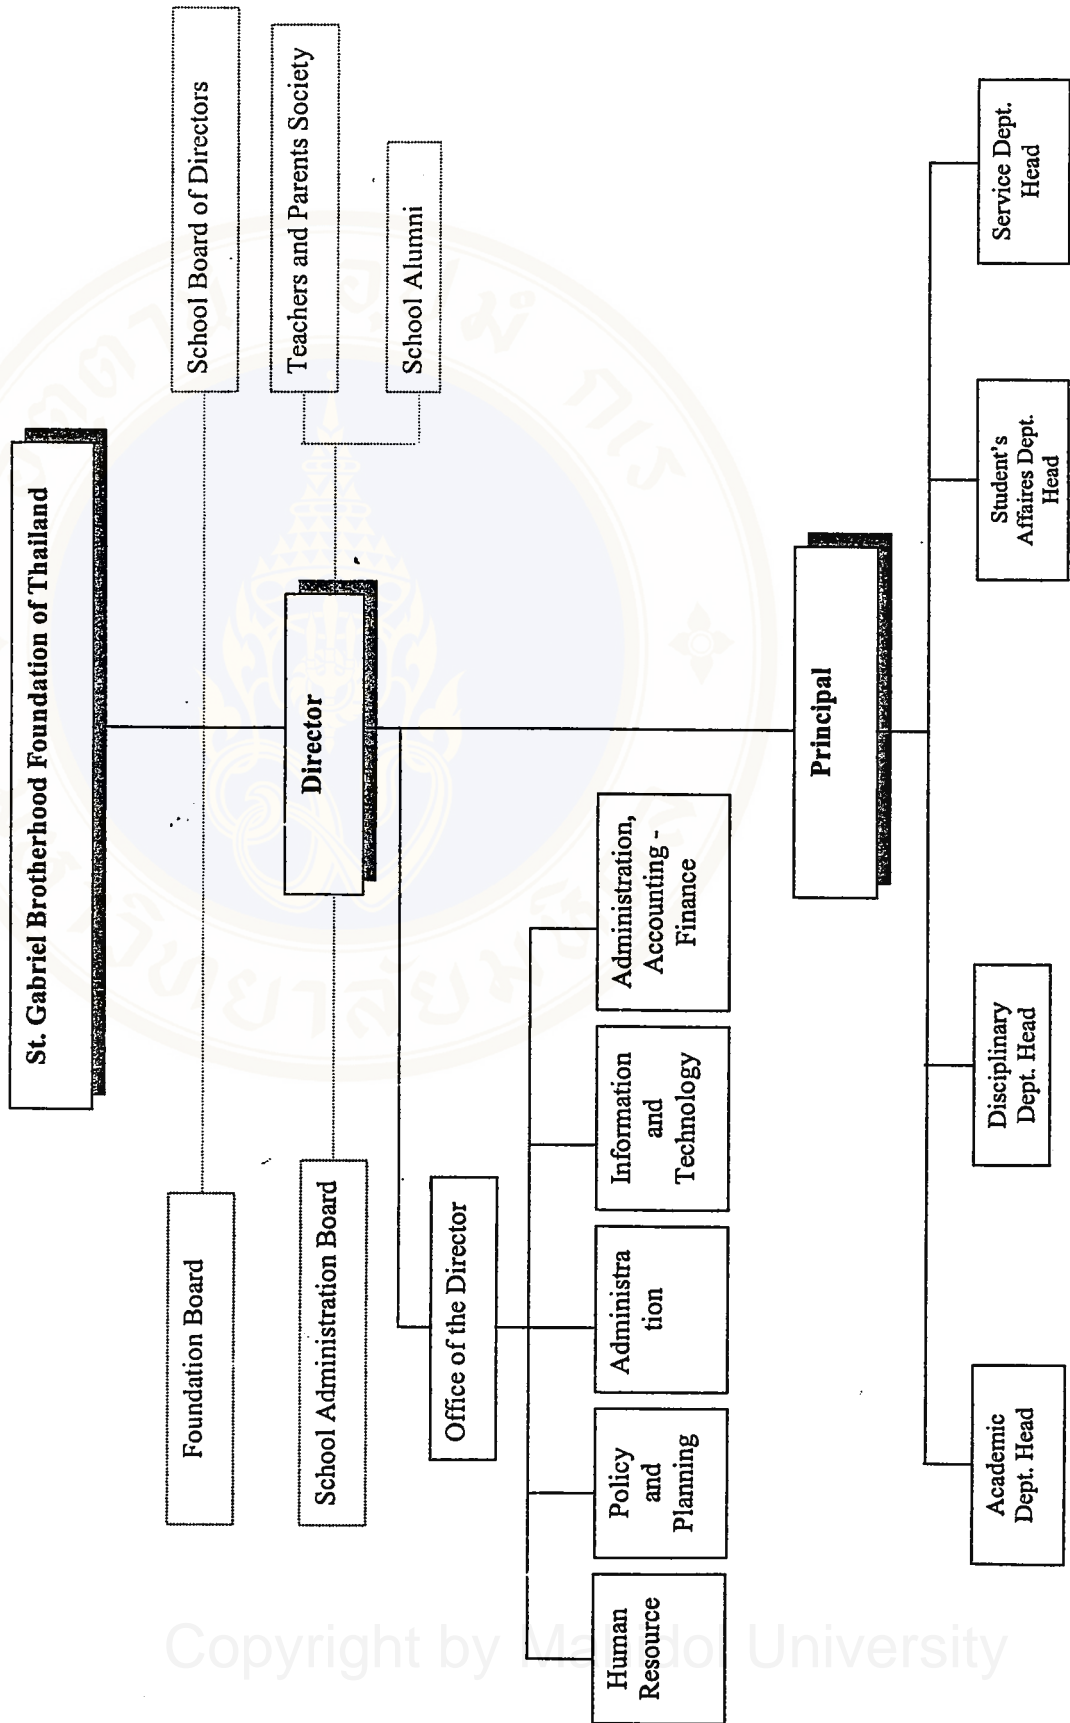 St. Gabriel Brotherhood Foundation of Thailand
Foundation Board
School Board of Directors
School Administration Board
Director
Teachers and Parents Society
School Alumni
Office of the Director
Human
Resource
Policy
and
Planning
Administra
tion
Information
and
Technology
Administration,
Accounting -
Finance
Principal
Academic
Dept. Head
Disciplinary
Dept. Head
Student's
Affaires Dept.
Head
Service Dept.
Head
Copyright by Mahidol University